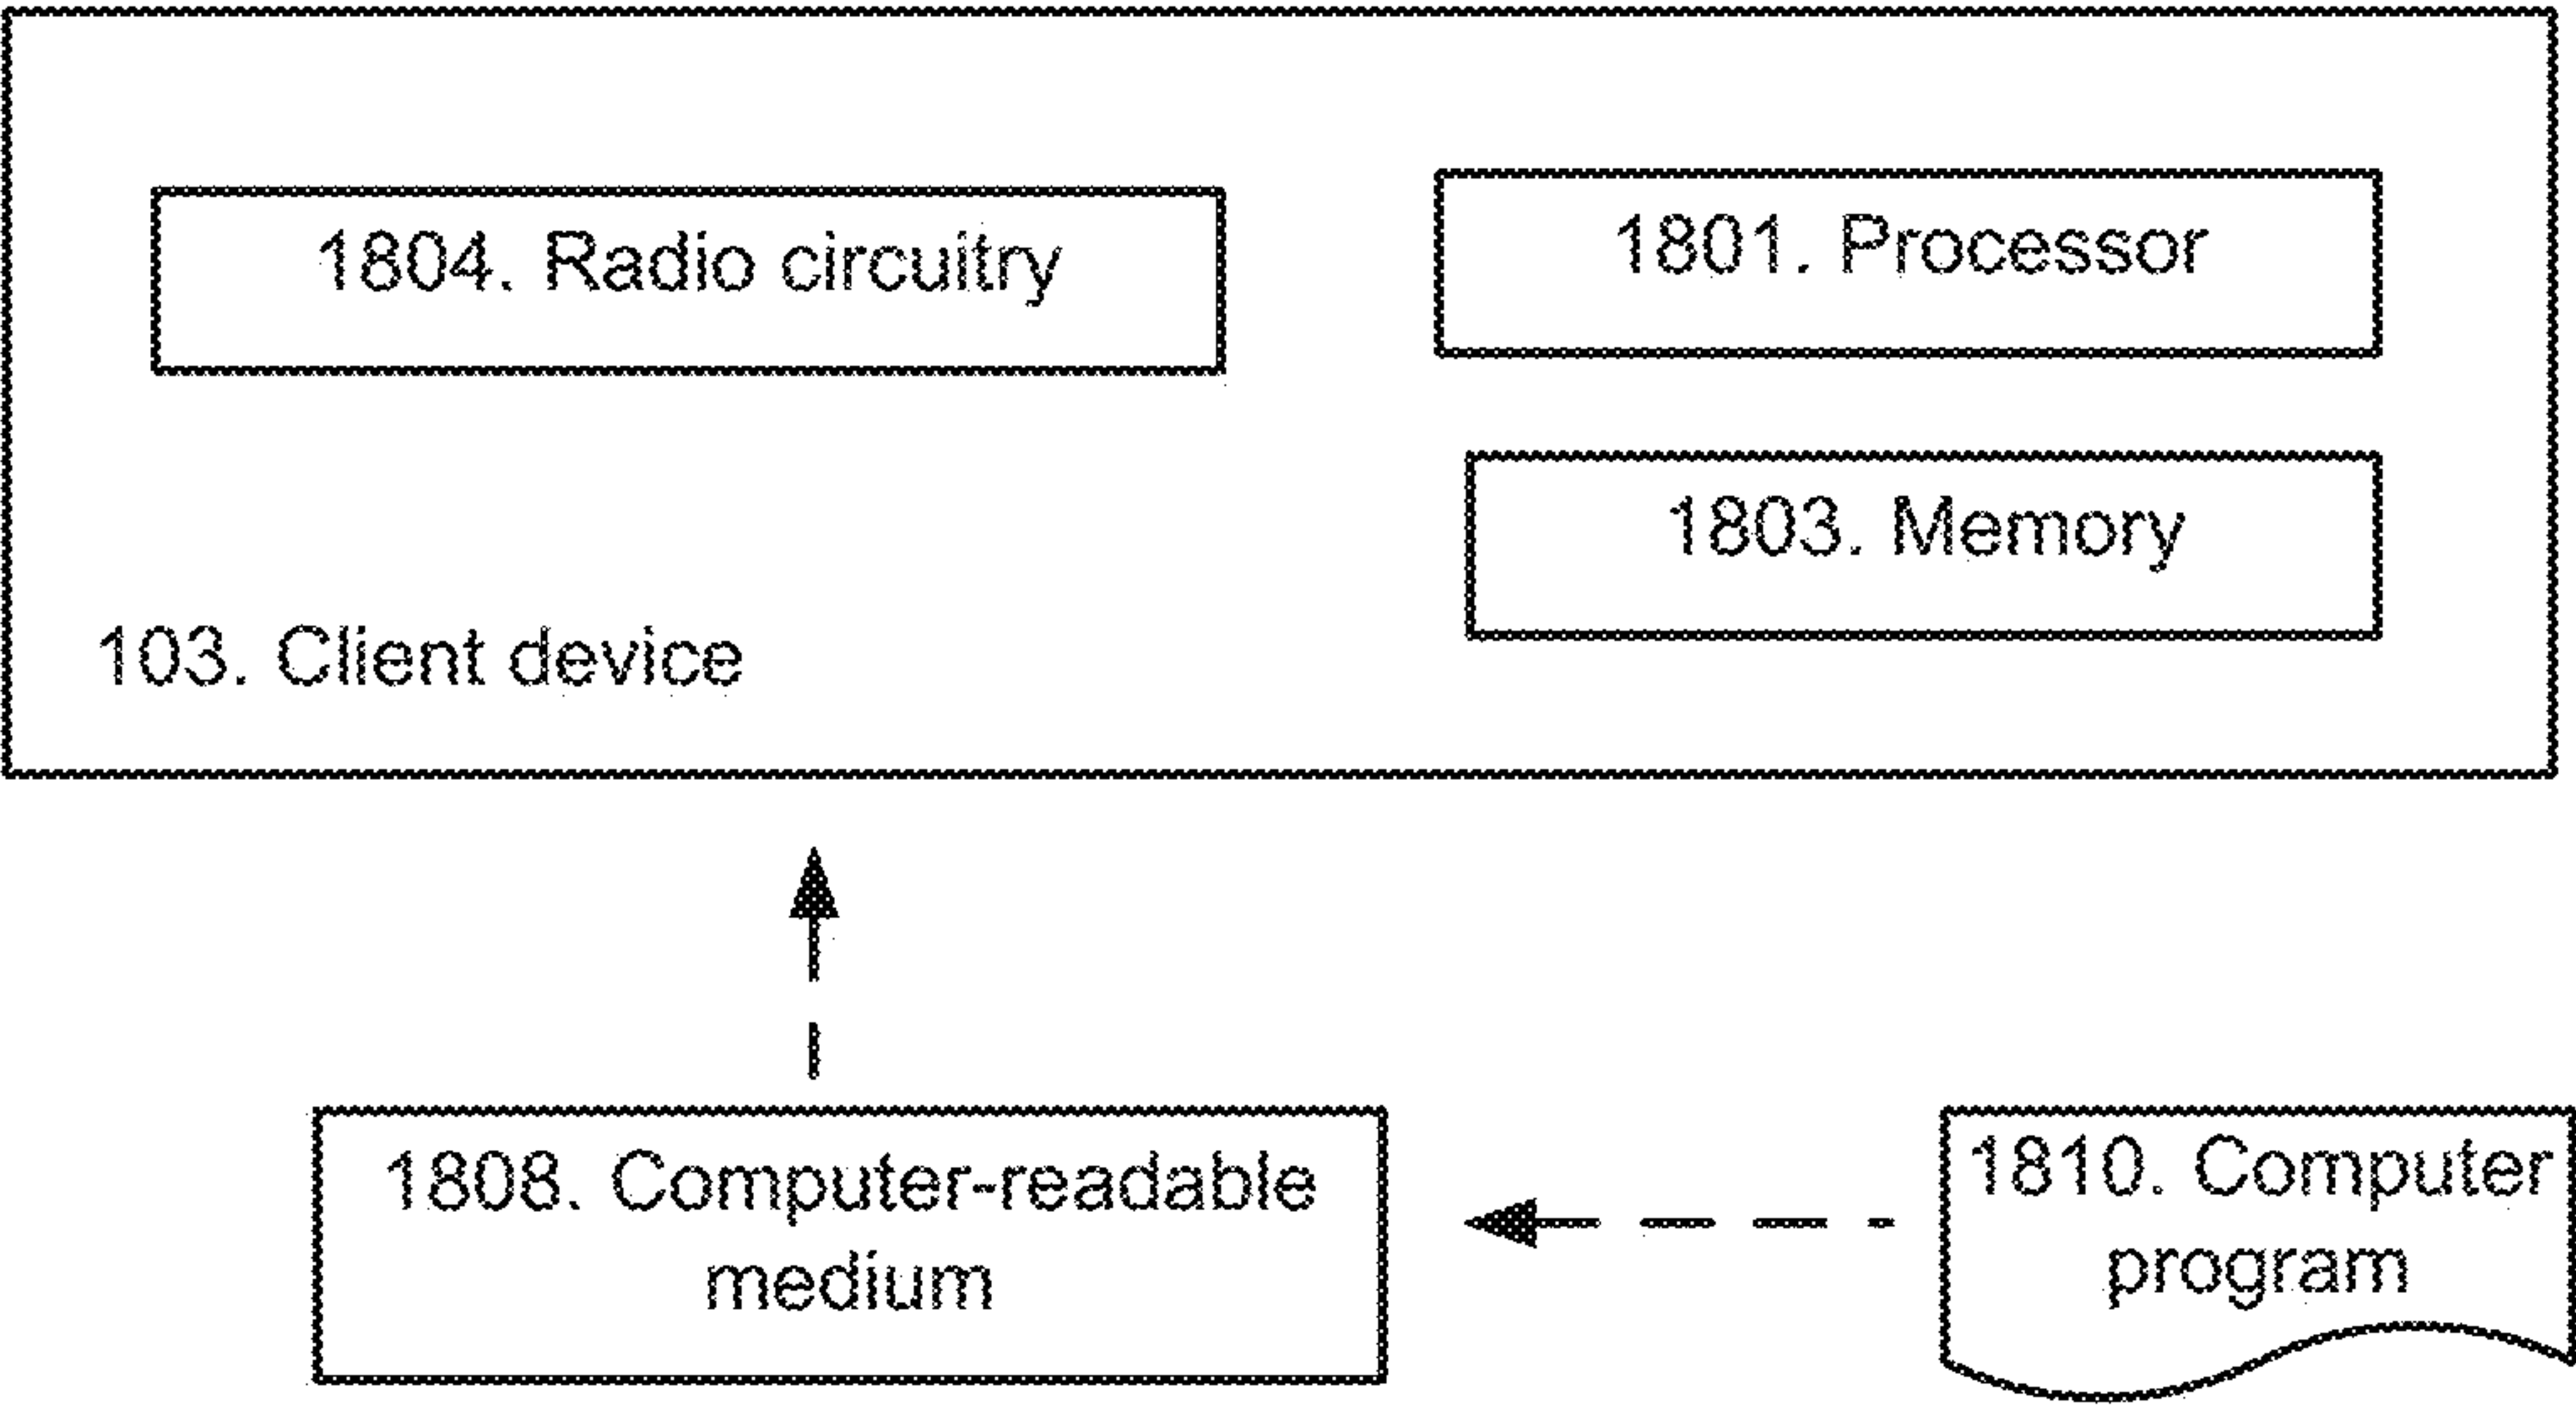 1804. Radio circuitry
1801. Processor
1803. Memory
103. Client device
1808. Computer-readable
medium
1810. Computer
program